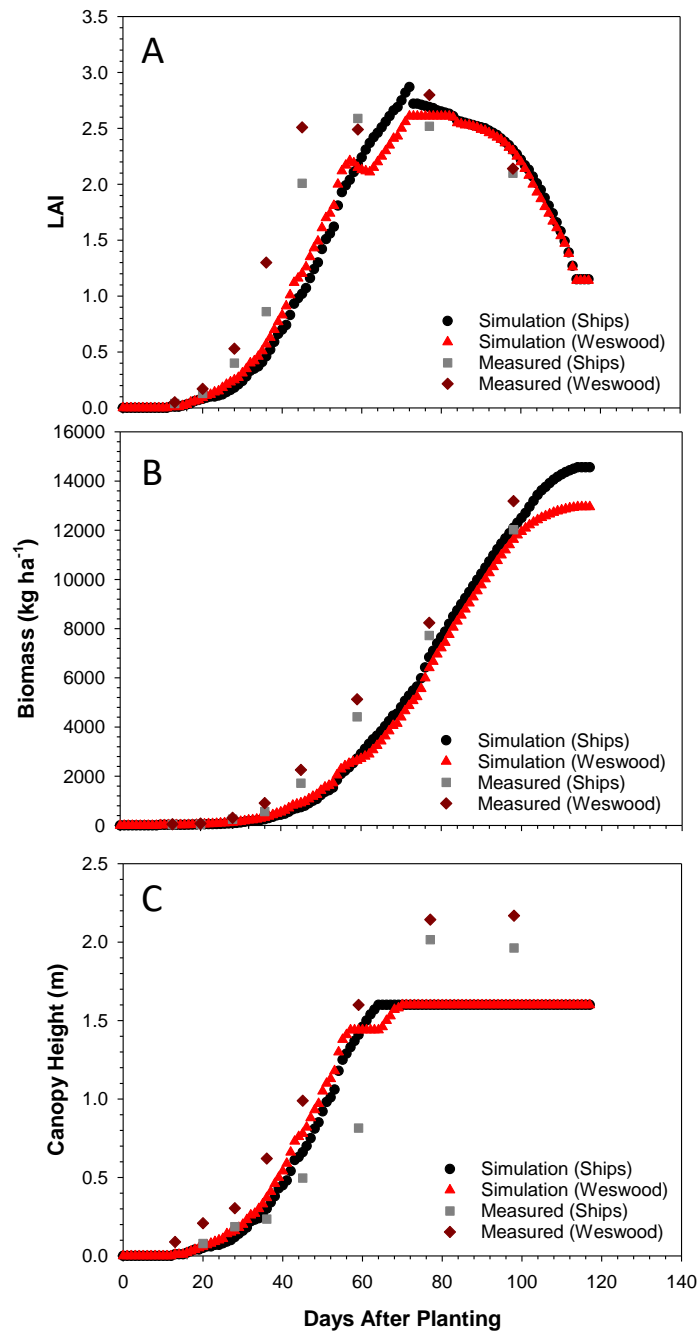 A
3.5
3.0
2.5
2.0
1.5
1.0
0.5
0.0
LAI
Simulation (Ships)
Simulation (Weswood)
Measured (Ships)
Measured (Weswood)
B
16000
14000
12000
10000
8000
6000
4000
2000
0
Biomass (kg ha⁻¹)
Simulation (Ships)
Simulation (Weswood)
Measured (Ships)
Measured (Weswood)
C
2.5
2.0
1.5
1.0
0.5
0.0
Canopy Height (m)
Simulation (Ships)
Simulation (Weswood)
Measured (Ships)
Measured (Weswood)
0 20 40 60 80 100 120 140
Days After Planting